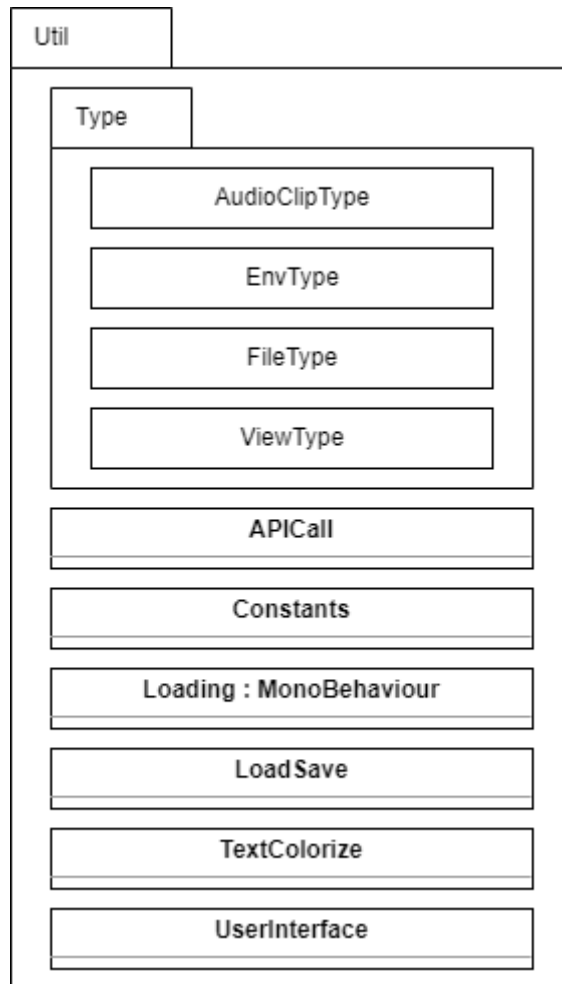 Util
Type
AudioClipType
EnvType
FileType
ViewType
APICall
Constants
Loading : MonoBehaviour
LoadSave
TextColorize
UserInterface